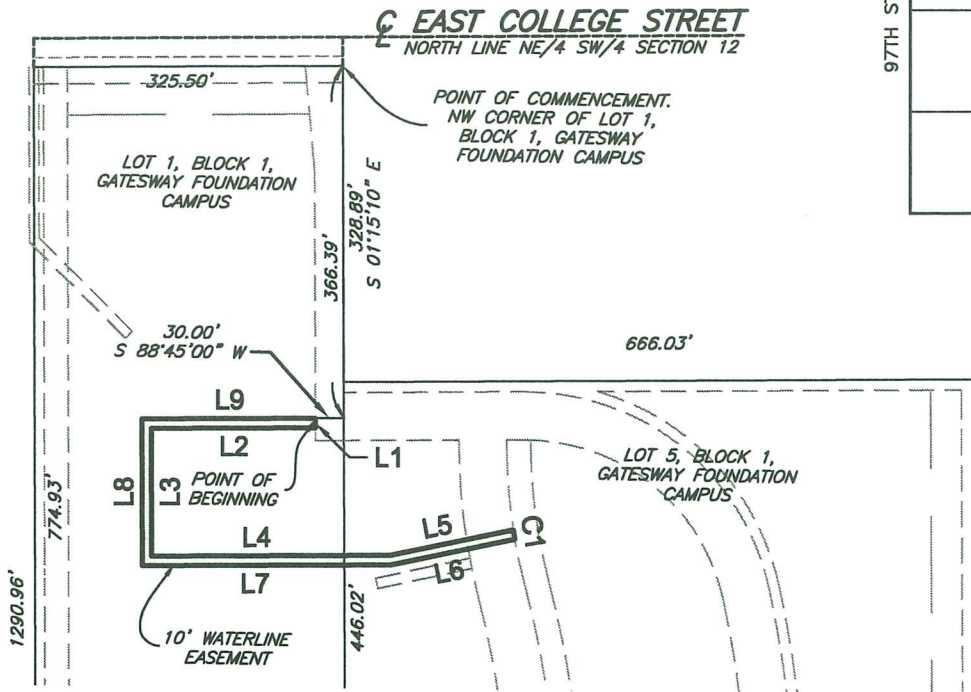 ℄ EAST COLLEGE STREET
NORTH LINE NE/4 SW/4 SECTION 12
97TH S
325.50'
POINT OF COMMENCEMENT.
NW CORNER OF LOT 1,
BLOCK 1, GATESWAY
FOUNDATION CAMPUS
LOT 1, BLOCK 1,
GATESWAY FOUNDATION
CAMPUS
366.39'
328.89'
S 01°15'10" E
30.00'
S 88°45'00" W
666.03'
L9
L2
L1
L8
L3
POINT OF
BEGINNING
LOT 5, BLOCK 1,
GATESWAY FOUNDATION
CAMPUS
774.93'
L4
L5
C1
L7
L6
1290.96'
446.02'
10' WATERLINE
EASEMENT